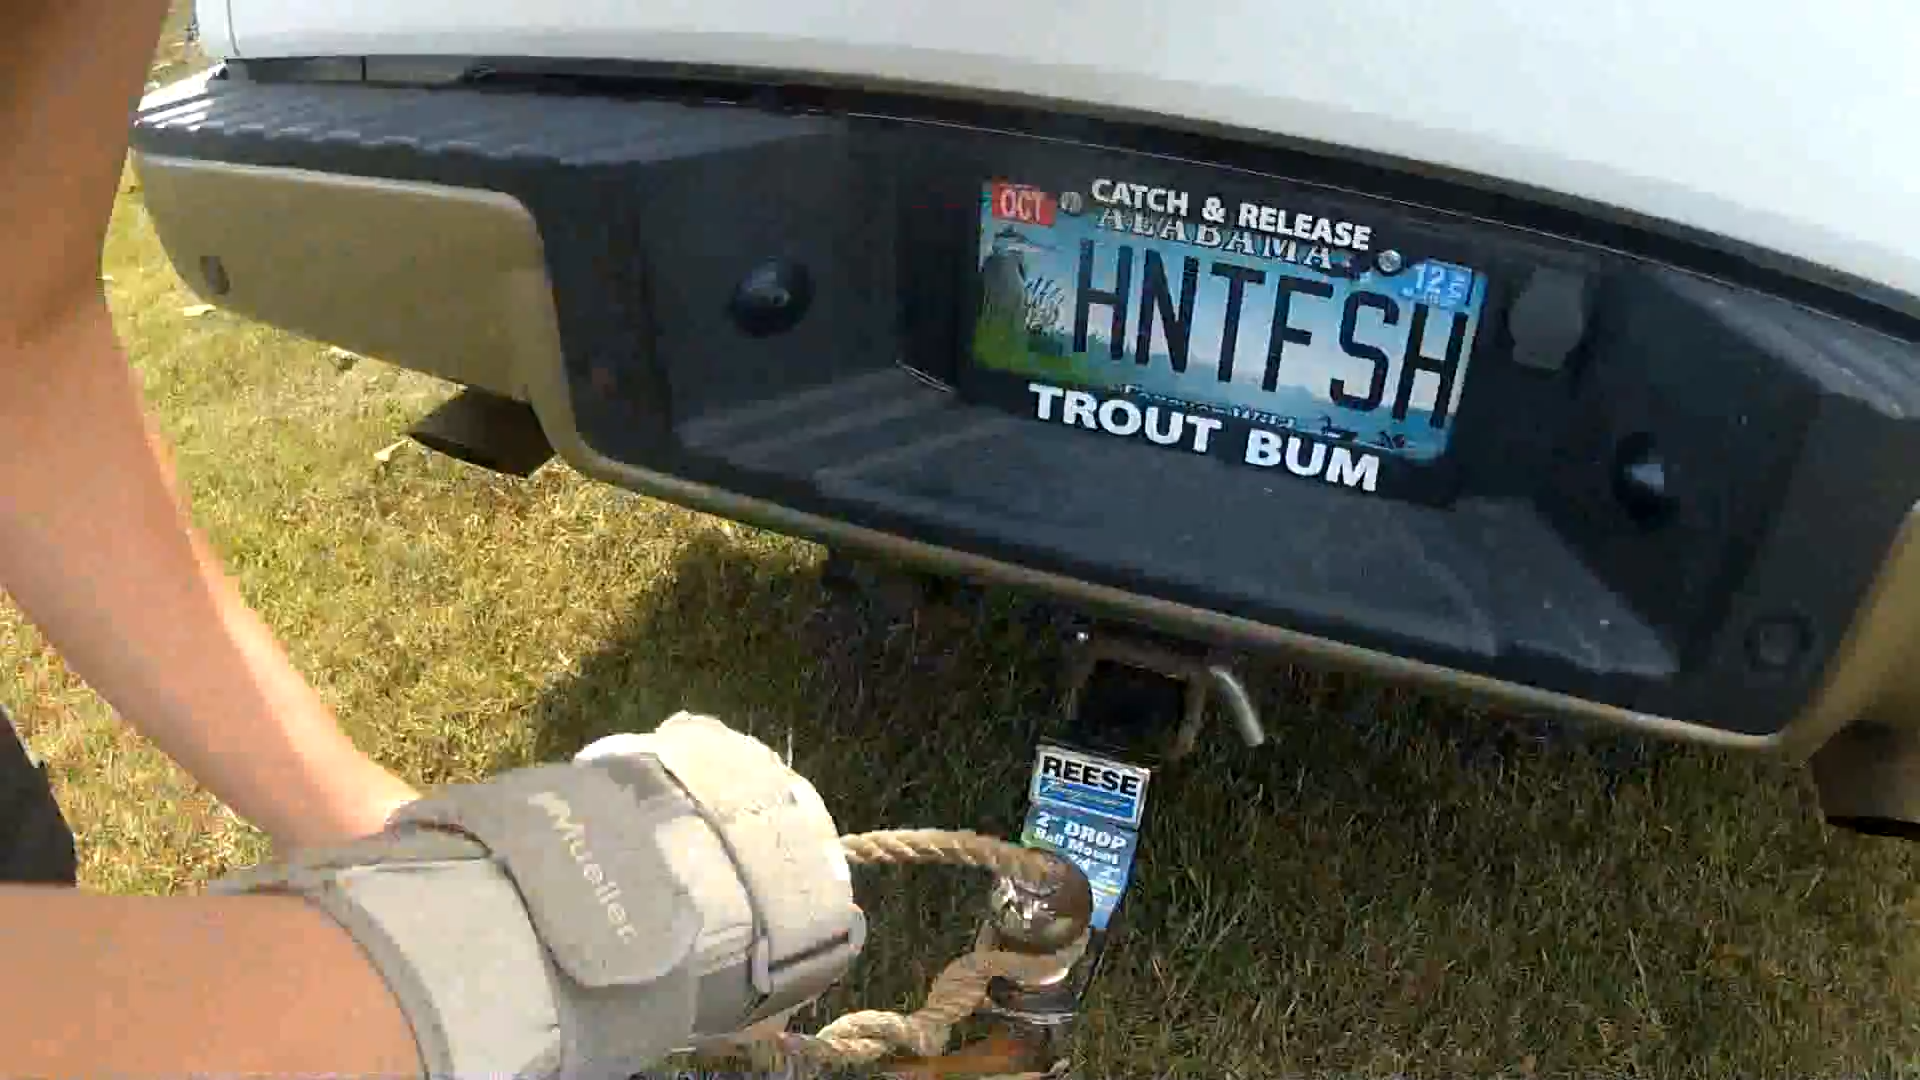 OCT
CATCH & RELEASE
ALABAMA
12
HNTFSH
TROUT BUM
REESE
2" DROP
Ball Mount
Mueller